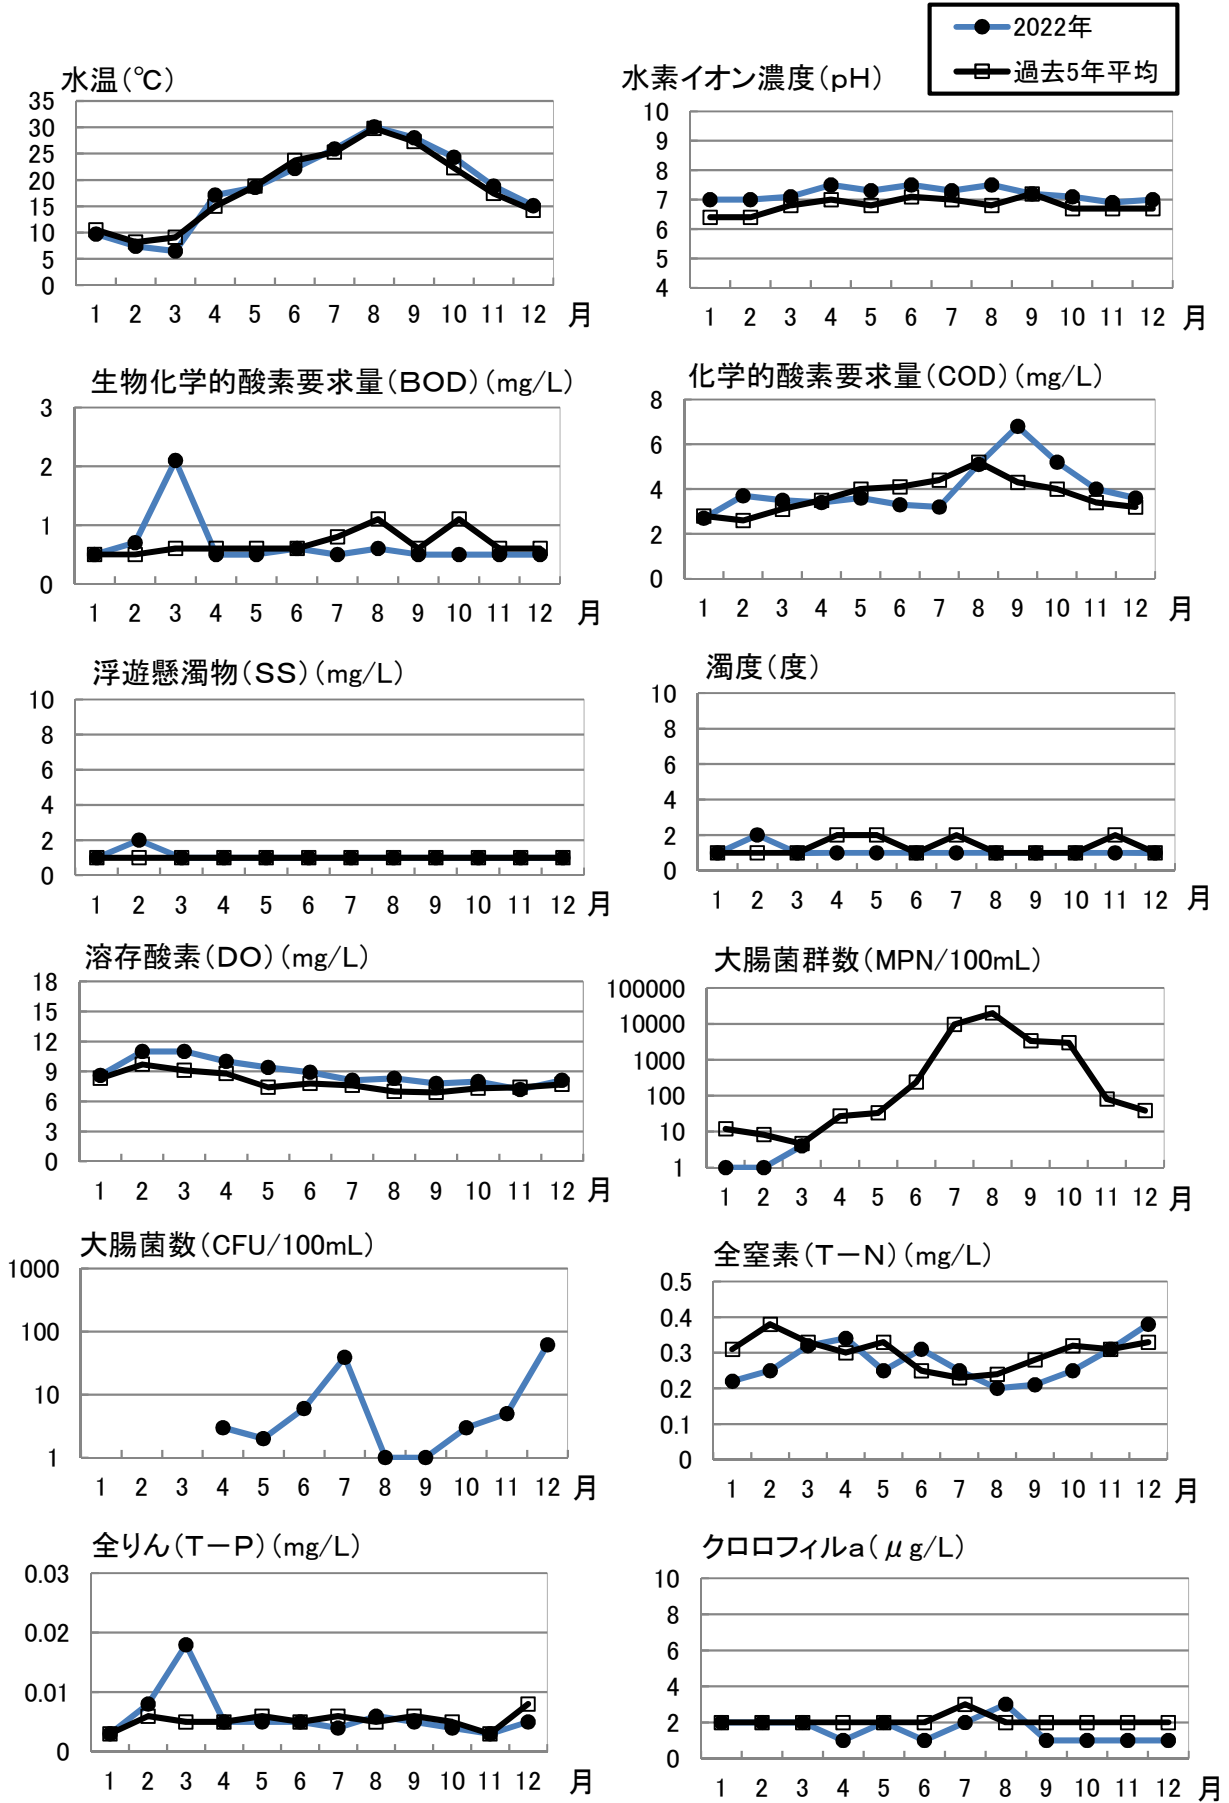 2022年
過去5年平均
水温(℃)
35
30
25
20
15
10
5
0
1 2 3 4 5 6 7 8 9 10 11 12 月
水素イオン濃度(pH)
10
9
8
7
6
5
4
1 2 3 4 5 6 7 8 9 10 11 12 月
生物化学的酸素要求量(BOD)(mg/L)
3
2
1
0
1 2 3 4 5 6 7 8 9 10 11 12 月
化学的酸素要求量(COD)(mg/L)
8
6
4
2
0
1 2 3 4 5 6 7 8 9 10 11 12 月
浮遊懸濁物(SS)(mg/L)
10
8
6
4
2
0
1 2 3 4 5 6 7 8 9 10 11 12 月
濁度(度)
10
8
6
4
2
0
1 2 3 4 5 6 7 8 9 10 11 12 月
溶存酸素(DO)(mg/L)
18
15
12
9
6
3
0
1 2 3 4 5 6 7 8 9 10 11 12 月
大腸菌群数(MPN/100mL)
100000
10000
1000
100
10
1
1 2 3 4 5 6 7 8 9 10 11 12 月
大腸菌数(CFU/100mL)
1000
100
10
1
1 2 3 4 5 6 7 8 9 10 11 12 月
全窒素(T-N)(mg/L)
0.5
0.4
0.3
0.2
0.1
0
1 2 3 4 5 6 7 8 9 10 11 12 月
全りん(T-P)(mg/L)
0.03
0.02
0.01
0
1 2 3 4 5 6 7 8 9 10 11 12 月
クロロフィルa(μg/L)
10
8
6
4
2
0
1 2 3 4 5 6 7 8 9 10 11 12 月